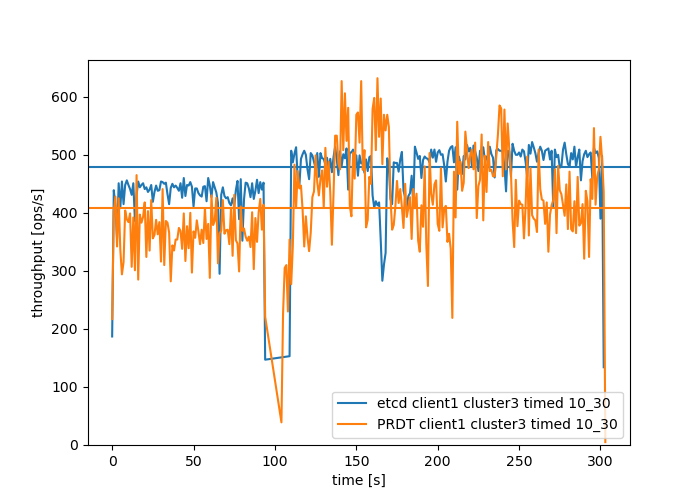 throughput [ops/s]
600
500
400
300
200
100
0
0 50 100 150 200 250 300
time [s]
etcd client1 cluster3 timed 10_30
PRDT client1 cluster3 timed 10_30